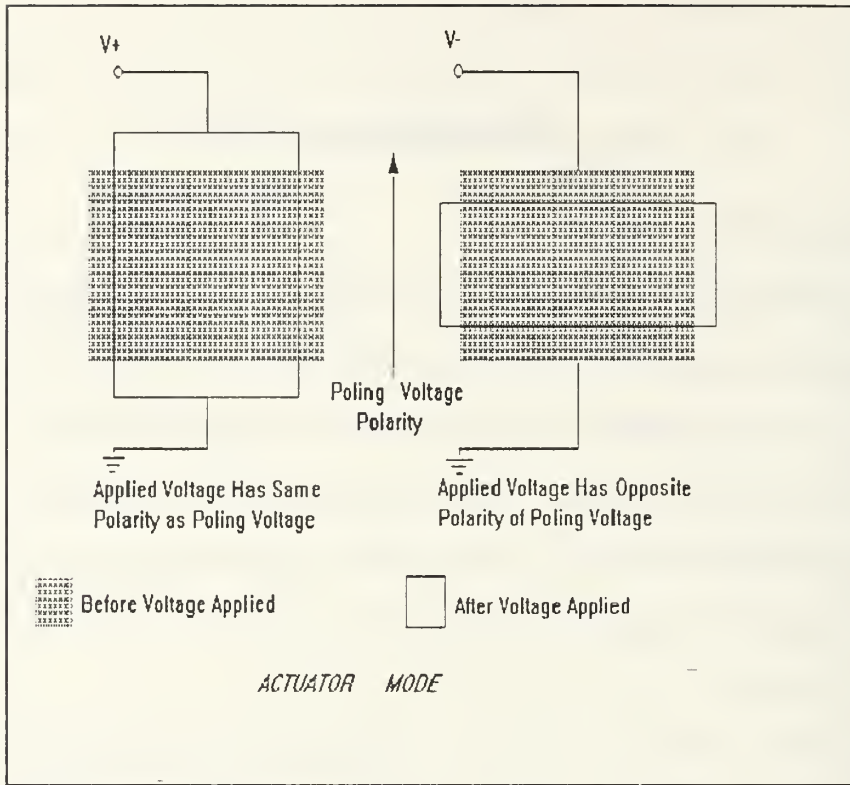 V+
V-
Poling Voltage
Polarity
Applied Voltage Has Same
Polarity as Poling Voltage
Applied Voltage Has Opposite
Polarity of Poling Voltage
Before Voltage Applied
After Voltage Applied
ACTUATOR MODE